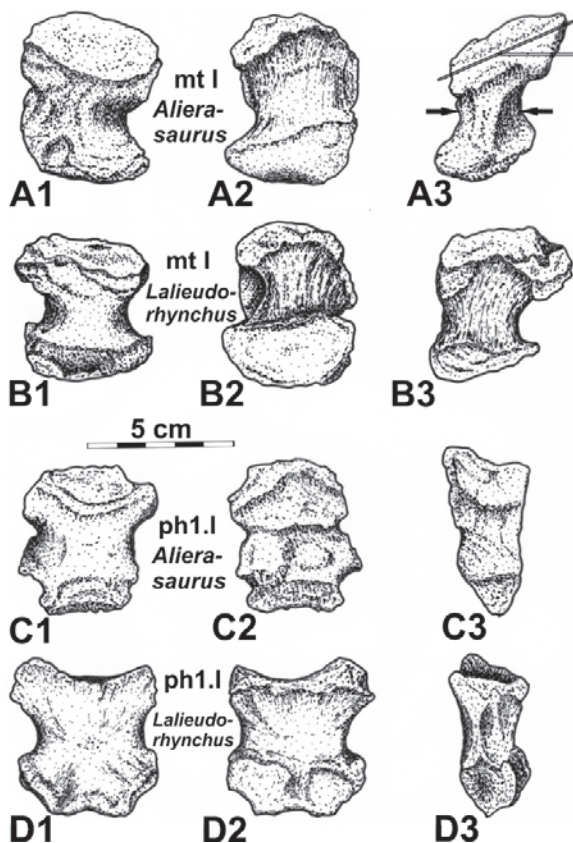 mt I
Aliera-
saurus
A1 A2 A3
mt I
Lalieudo-
rhynchus
B1 B2 B3
5 cm
ph1.I
Aliera-
saurus
C1 C2 C3
ph1.I
Lalieudo-
rhynchus
D1 D2 D3